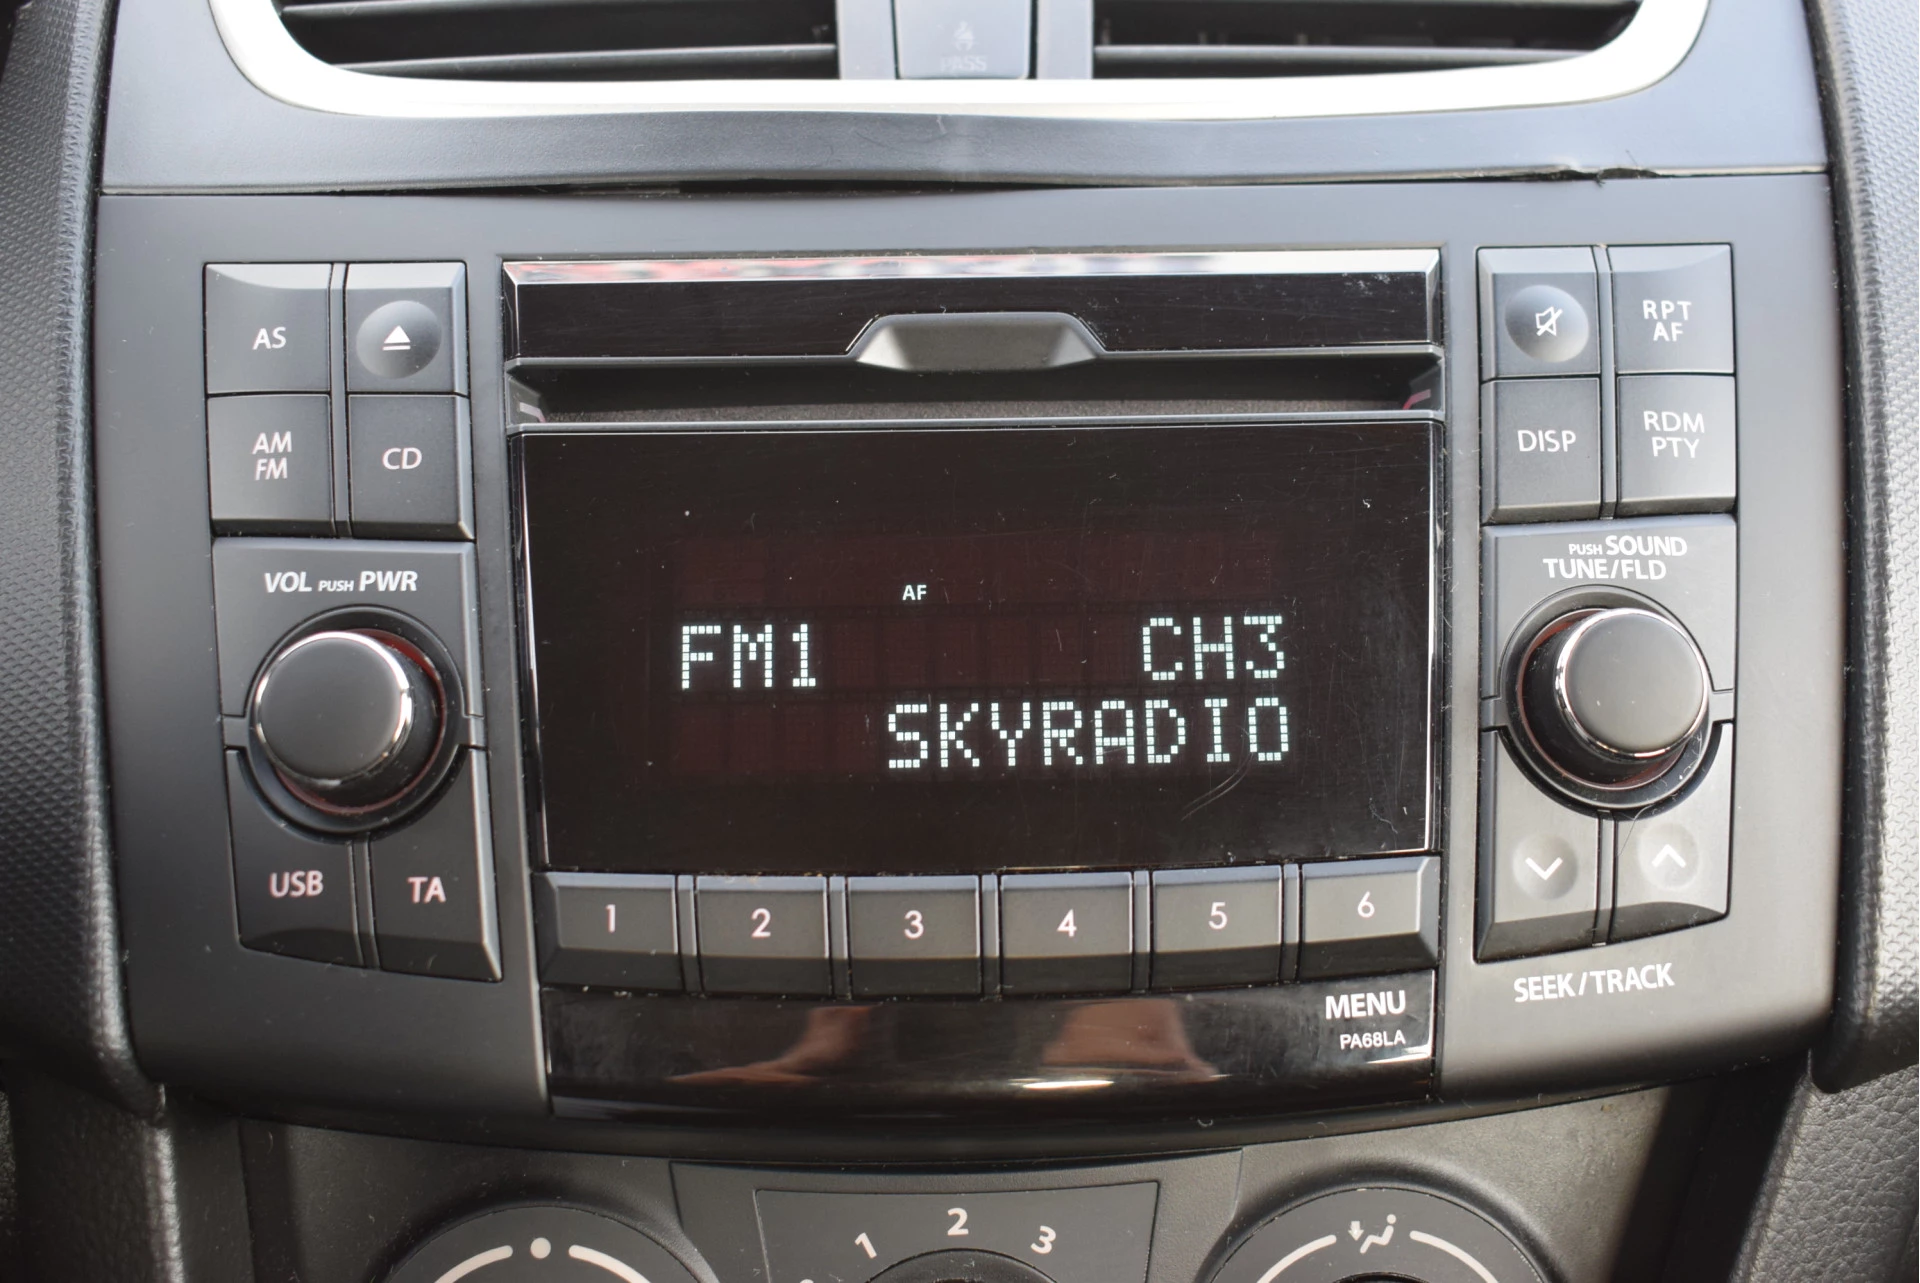 PASS
AS
AM
FM
CD
RPT
AF
DISP
RDM
PTY
VOL PUSH PWR
PUSH SOUND
TUNE/FLD
AF
FM1 CH3
SKYRADIO
USB
TA
1 2 3 4 5 6
MENU
PA68LA
SEEK/TRACK
1 2 3